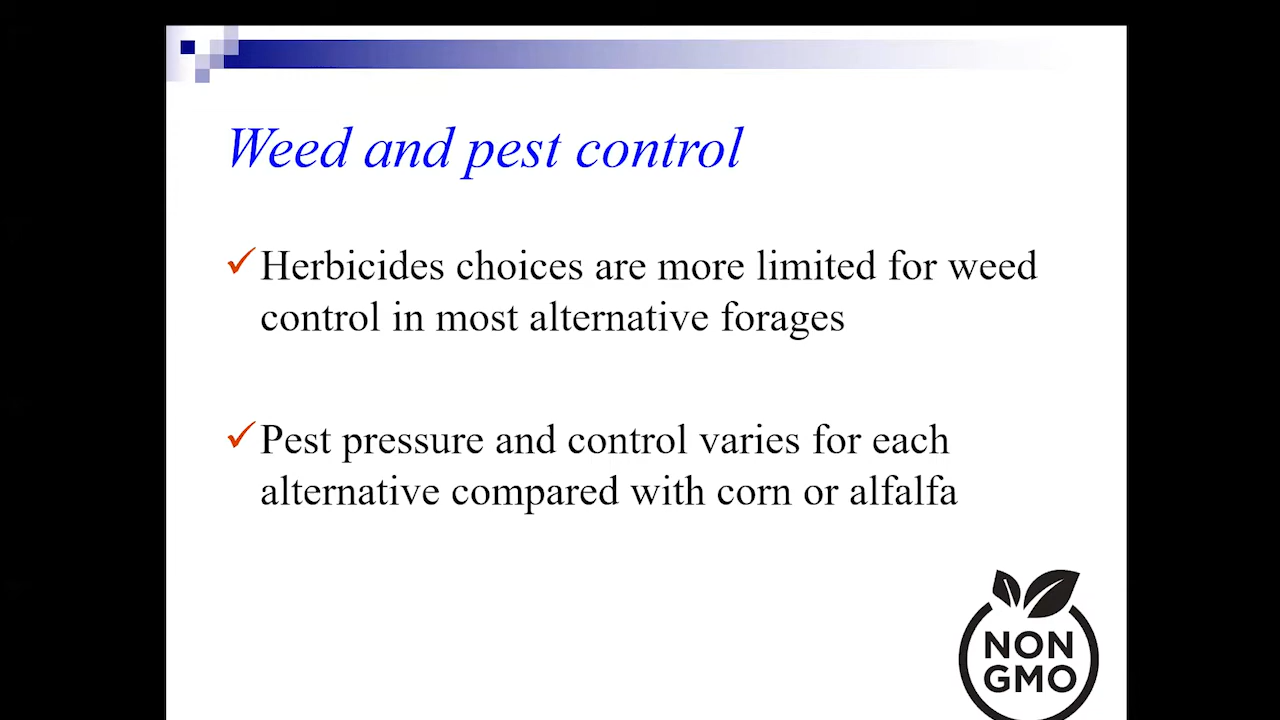 Weed and pest control
Herbicides choices are more limited for weed
control in most alternative forages
Pest pressure and control varies for each
alternative compared with corn or alfalfa
NON
GMO